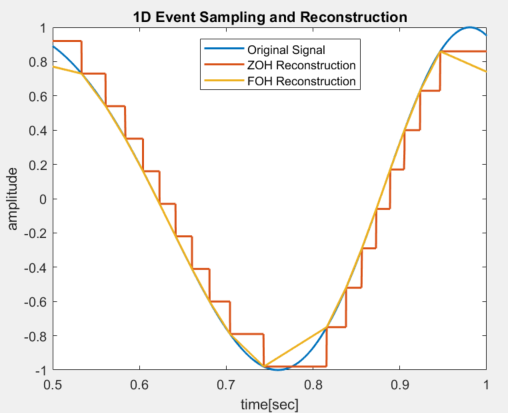 1D Event Sampling and Reconstruction
Original Signal
ZOH Reconstruction
FOH Reconstruction
1
0.8
0.6
0.4
0.2
0
-0.2
-0.4
-0.6
-0.8
-1
amplitude
0.5 0.6 0.7 0.8 0.9 1
time[sec]